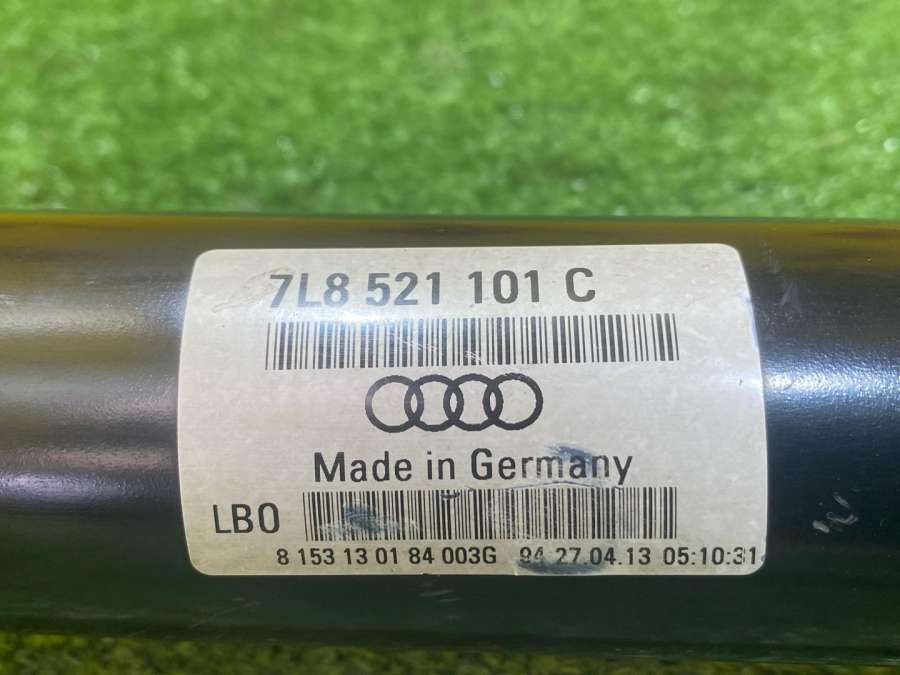 7L8 521 101 C
Made in Germany
LB0
8 153 13 01 84 003G 94 27.04.13 05:10:31